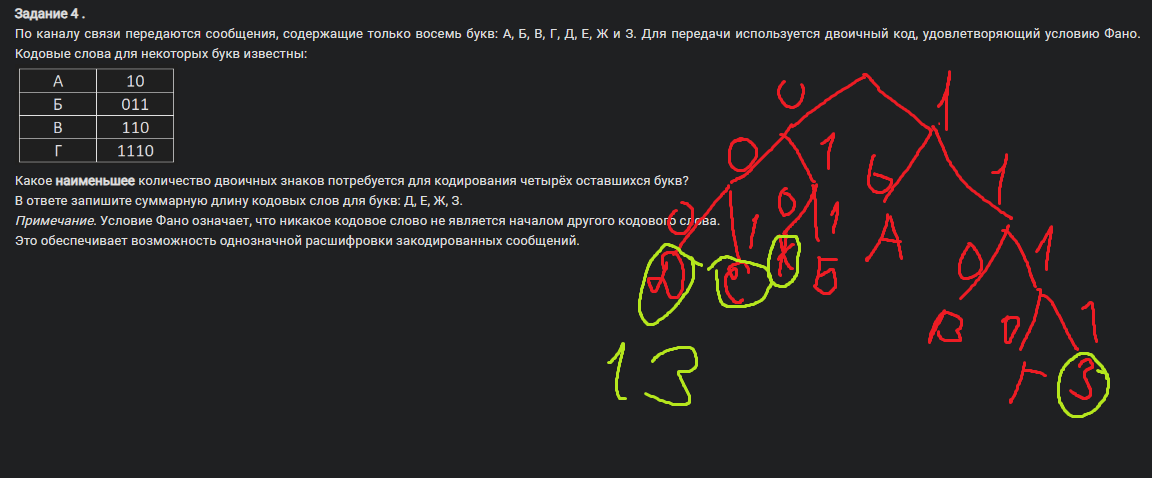 Задание 4 .
По каналу связи передаются сообщения, содержащие только восемь букв: А, Б, В, Г, Д, Е, Ж и З. Для передачи используется двоичный код, удовлетворяющий условию Фано.
Кодовые слова для некоторых букв известны:
А 10
Б 011
В 110
Г 1110
Какое наименьшее количество двоичных знаков потребуется для кодирования четырёх оставшихся букв?
В ответе запишите суммарную длину кодовых слов для букв: Д, Е, Ж, З.
Примечание. Условие Фано означает, что никакое кодовое слово не является началом другого кодового слова.
Это обеспечивает возможность однозначной расшифровки закодированных сообщений.
0 1
0 1 0 1
0 1 0 1 А 0 1
Д Е Ж Б В 0 1
Г З
13